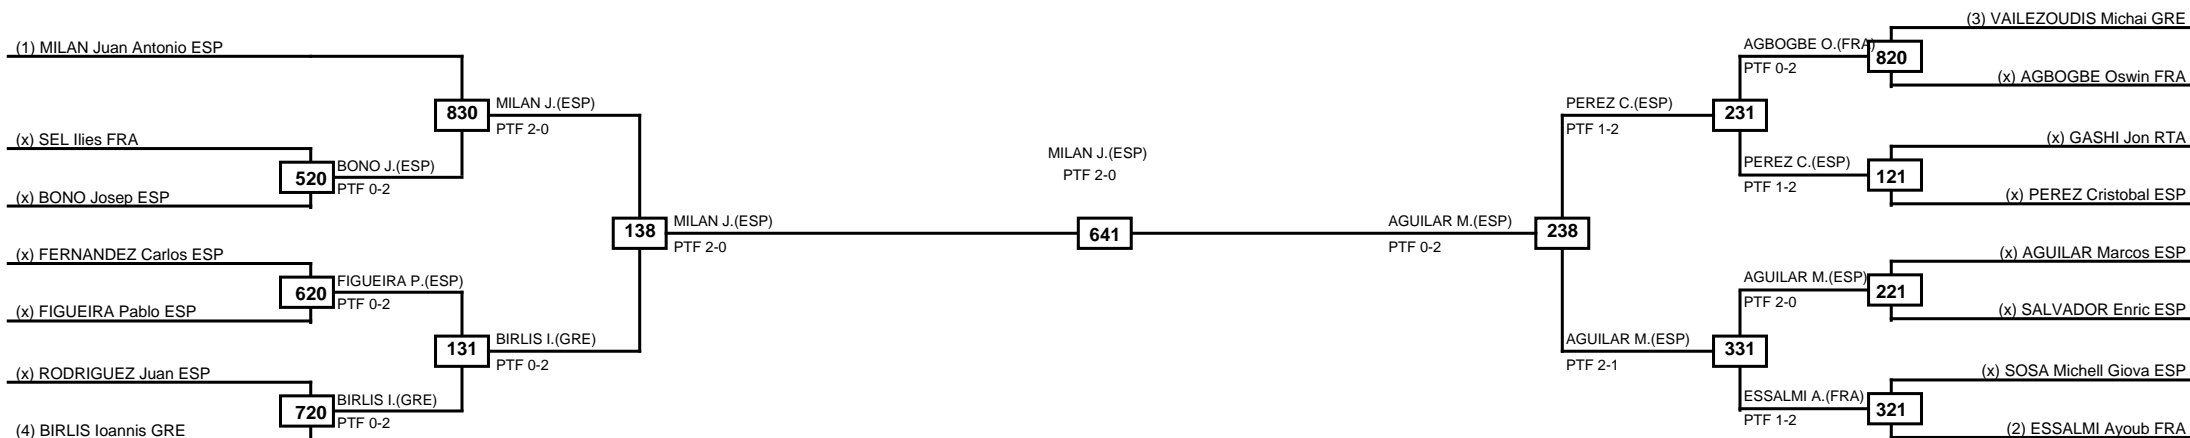 (1) MILAN Juan Antonio ESP
(x) SEL Ilies FRA
(x) BONO Josep ESP
(x) FERNANDEZ Carlos ESP
(x) FIGUEIRA Pablo ESP
(x) RODRIGUEZ Juan ESP
(4) BIRLIS Ioannis GRE
520
BONO J.(ESP)
PTF 0-2
620
FIGUEIRA P.(ESP)
PTF 0-2
720
BIRLIS I.(GRE)
PTF 0-2
830
MILAN J.(ESP)
PTF 2-0
131
BIRLIS I.(GRE)
PTF 0-2
138
MILAN J.(ESP)
PTF 2-0
MILAN J.(ESP)
PTF 2-0
641
AGUILAR M.(ESP)
PTF 0-2
238
PEREZ C.(ESP)
PTF 1-2
231
AGUILAR M.(ESP)
PTF 2-1
331
AGBOGBE O.(FRA)
PTF 0-2
820
PEREZ C.(ESP)
PTF 1-2
121
AGUILAR M.(ESP)
PTF 2-0
221
ESSALMI A.(FRA)
PTF 1-2
321
(3) VAILEZOUDIS Michai GRE
(x) AGBOGBE Oswin FRA
(x) GASHI Jon RTA
(x) PEREZ Cristobal ESP
(x) AGUILAR Marcos ESP
(x) SALVADOR Enric ESP
(x) SOSA Michell Giova ESP
(2) ESSALMI Ayoub FRA